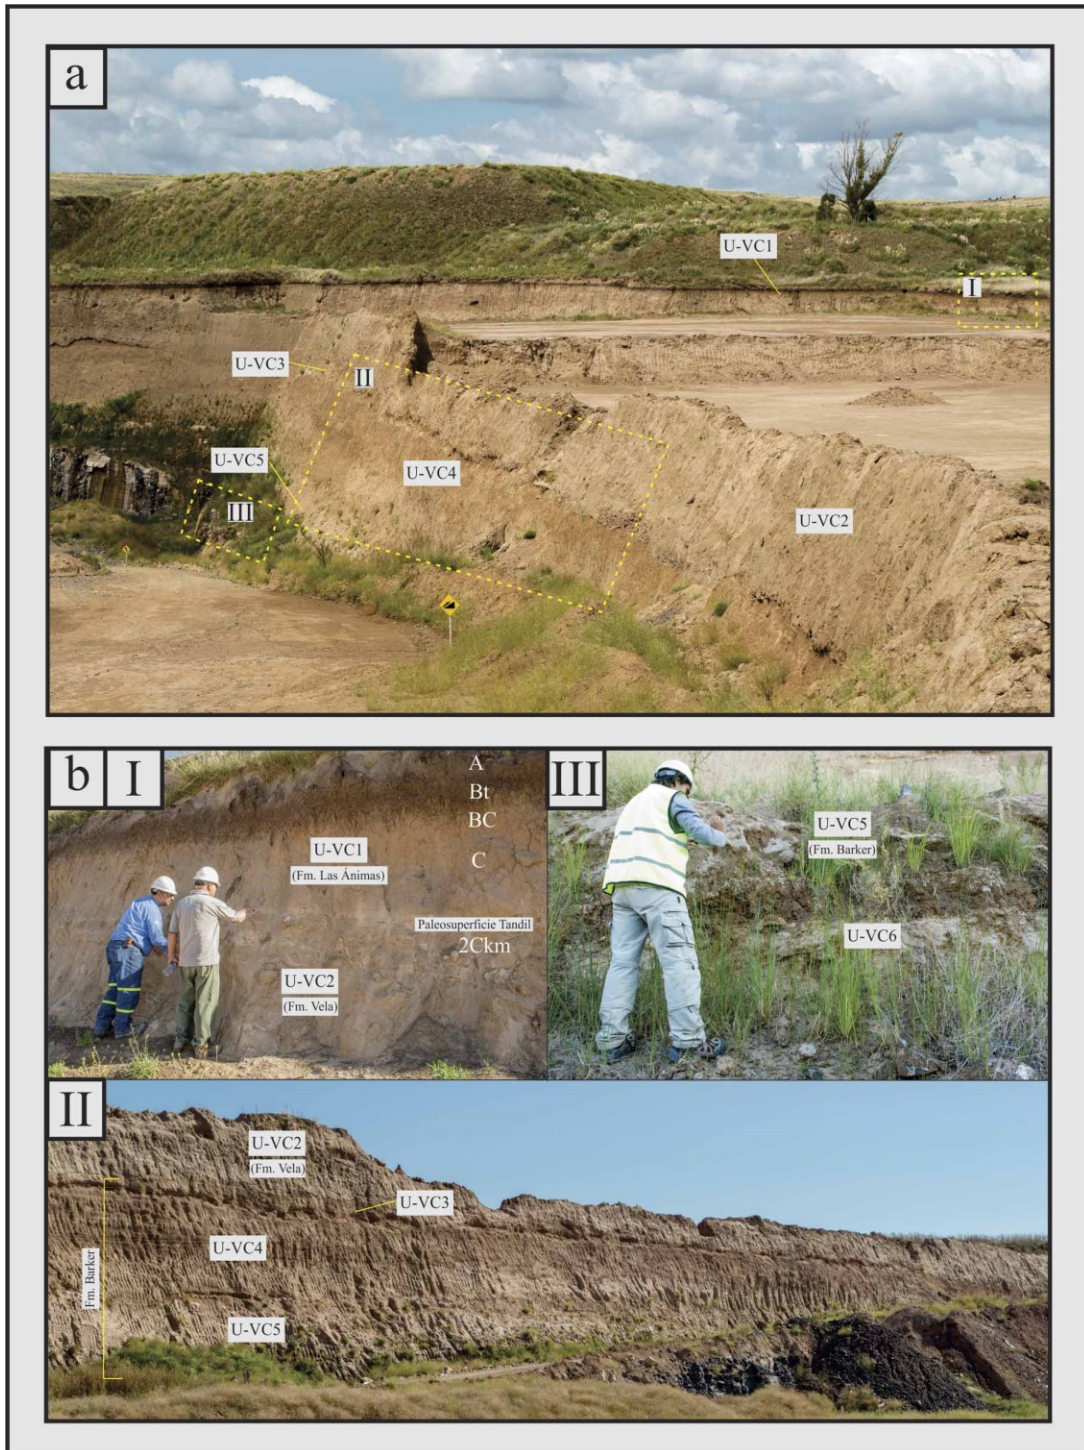 a
U-VC1
I
U-VC3
II
U-VC5
U-VC4
III
U-VC2
b
I
A
Bt
BC
U-VC1
(Fm. Las Ánimas)
C
Paleosuperficie Tandil
2Ckm
U-VC2
(Fm. Vela)
III
U-VC5
(Fm. Barker)
U-VC6
II
U-VC2
(Fm. Vela)
U-VC3
U-VC4
Fm. Barker
U-VC5